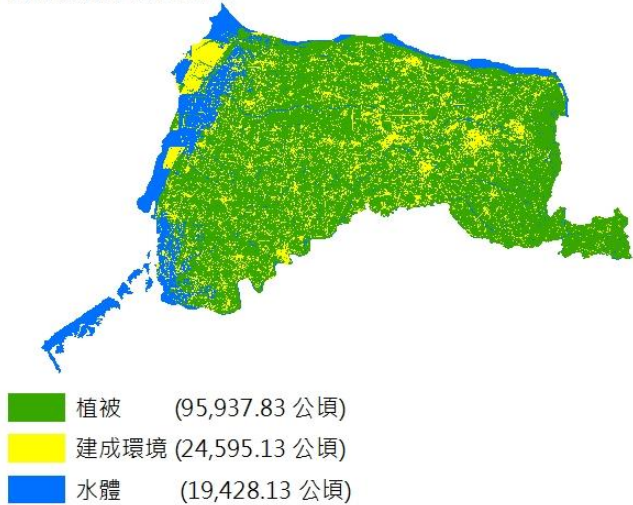 植被 (95,937.83 公頃)
建成環境 (24,595.13 公頃)
水體 (19,428.13 公頃)